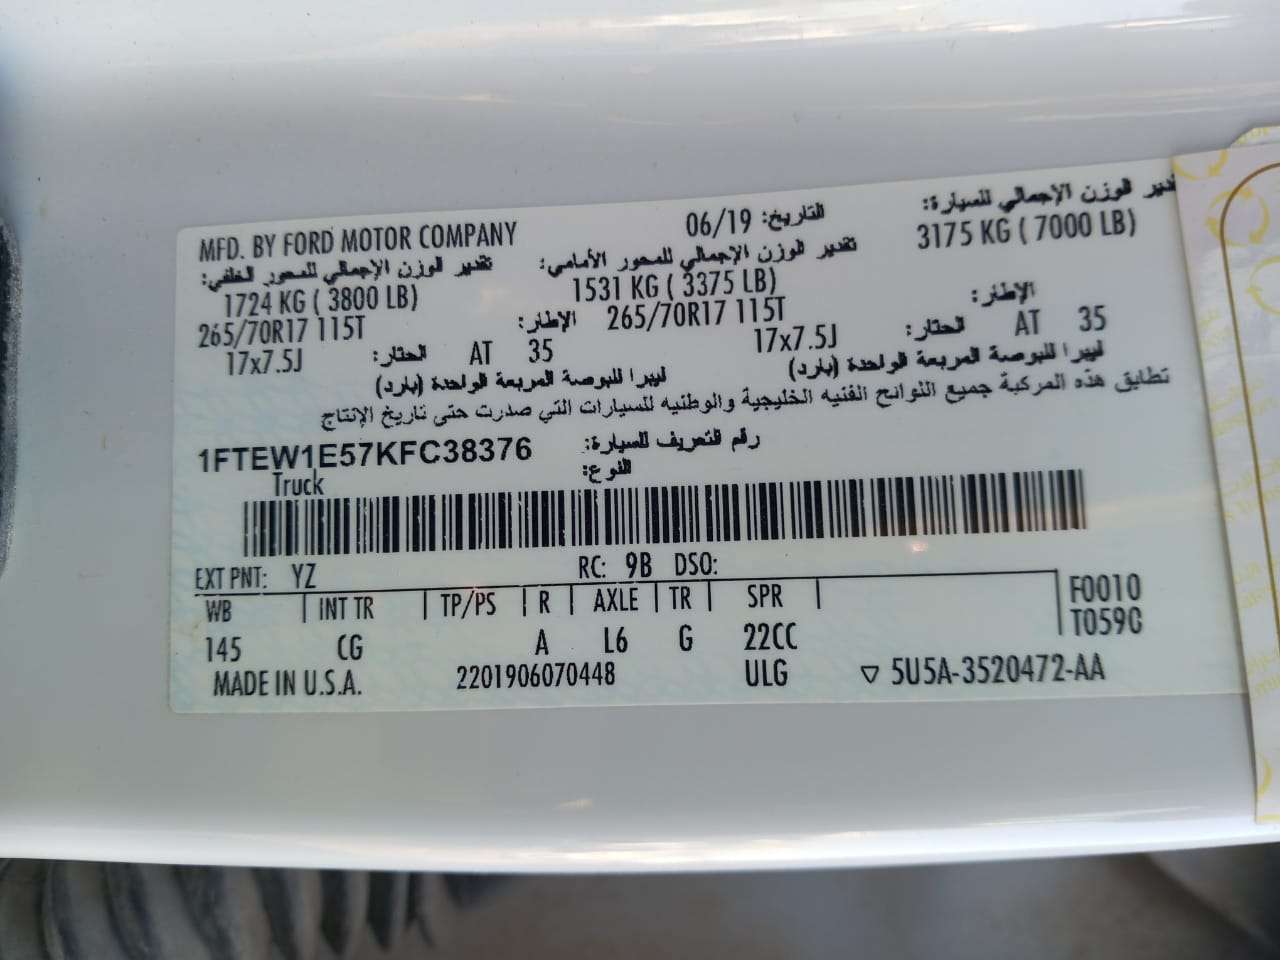 MFD. BY FORD MOTOR COMPANY
التاريخ: 06/19
تقدير الوزن الإجمالي للسيارة:
3175 KG ( 7000 LB)
تقدير الوزن الإجمالي للمحور الأمامي:
1531 KG ( 3375 LB)
تقدير الوزن الإجمالي للمحور الخلفي:
1724 KG ( 3800 LB)
الإطار: 265/70R17 115T
الإطار: 265/70R17 115T
17x7.5J الحتار: AT 35
17x7.5J الحتار: AT 35
ليبرا للبوصة المربعة الواحدة (بارد)
ليبرا للبوصة المربعة الواحدة (بارد)
تطابق هذه المركبة جميع اللوائح الفنيه الخليجية والوطنيه للسيارات التي صدرت حتى تاريخ الإنتاج
رقم التعريف للسيارة: 1FTEW1E57KFC38376
النوع: Truck
EXT PNT: YZ RC: 9B DSO:
WB INT TR TP/PS R AXLE TR SPR
F0010
T059C
145 CG A L6 G 22CC
MADE IN U.S.A. 2201906070448 ULG ▽ 5U5A-3520472-AA